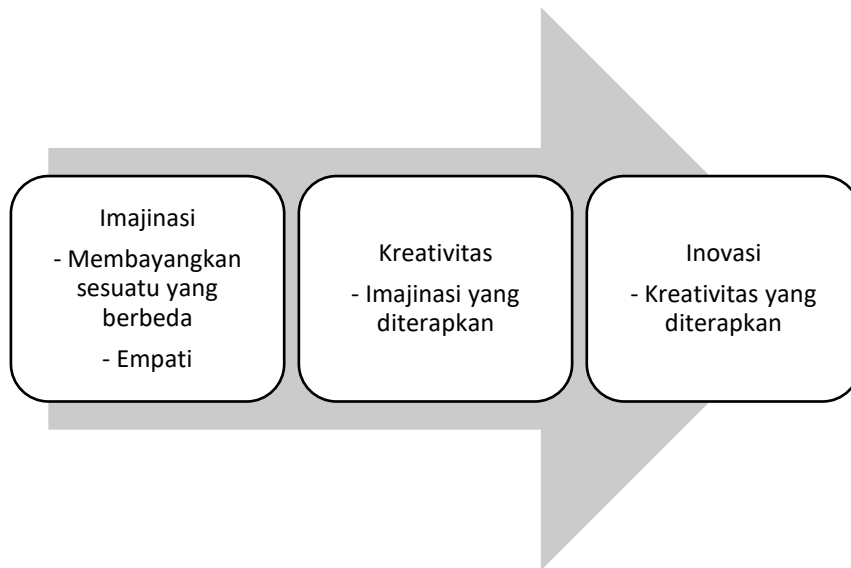 Imajinasi
- Membayangkan
sesuatu yang
berbeda
- Empati
Kreativitas
- Imajinasi yang
diterapkan
Inovasi
- Kreativitas yang
diterapkan